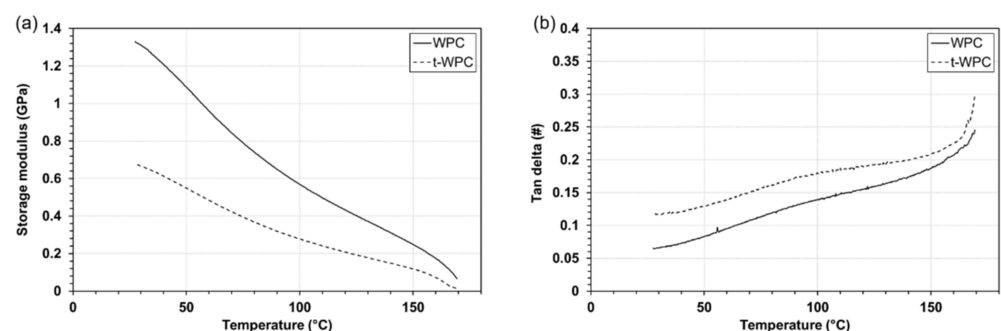 (a)
1.4
1.2
1
0.8
0.6
0.4
0.2
0
Storage modulus (GPa)
WPC
t-WPC
0
50
100
150
Temperature (°C)
(b)
0.4
0.35
0.3
0.25
0.2
0.15
0.1
0.05
0
Tan delta (#)
WPC
t-WPC
0
50
100
150
Temperature (°C)